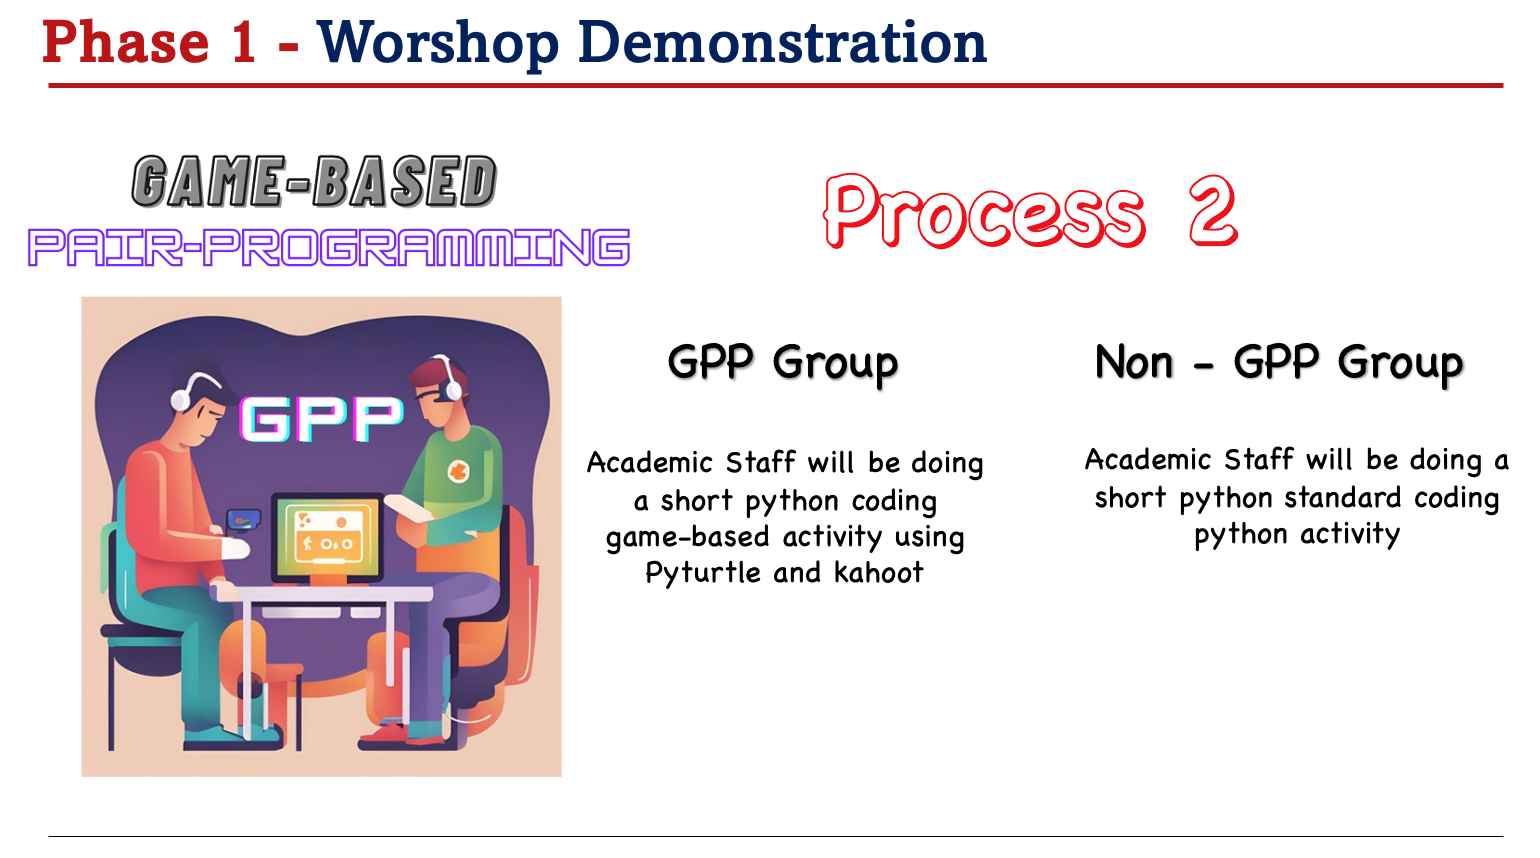 Phase 1 - Worshop Demonstration
GAME-BASED
PAIR-PROGRAMMING
GPP
Process 2
GPP Group
Academic Staff will be doing
a short python coding
game-based activity using
Pyturtle and kahoot
Non - GPP Group
Academic Staff will be doing a
short python standard coding
python activity